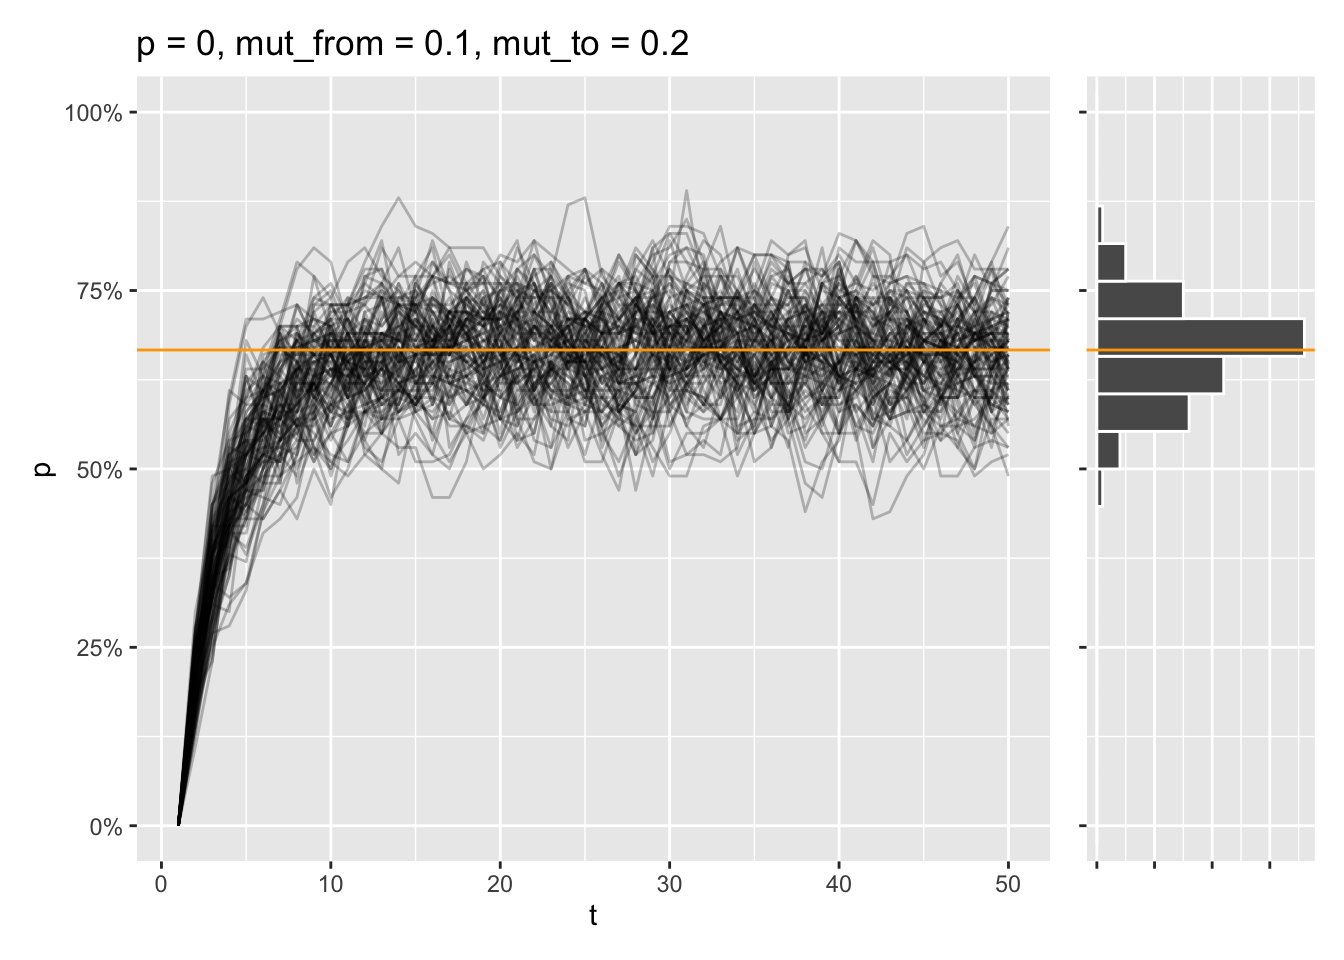 p = 0, mut_from = 0.1, mut_to = 0.2
100%
75%
50%
25%
0%
p
0 10 20 30 40 50
t